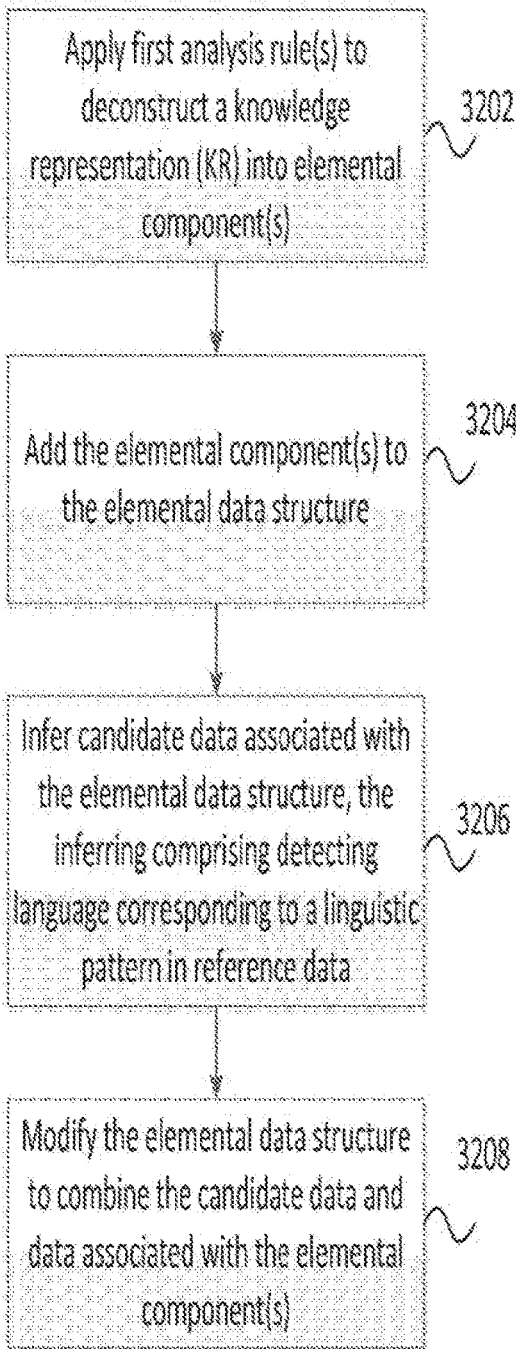 Apply first analysis rule(s) to
deconstruct a knowledge
representation (KR) into elemental
component(s)
3202
Add the elemental component(s) to
the elemental data structure
3204
Infer candidate data associated with
the elemental data structure, the
inferring comprising detecting
language corresponding to a linguistic
pattern in reference data
3206
Modify the elemental data structure
to combine the candidate data and
data associated with the elemental
component(s)
3208